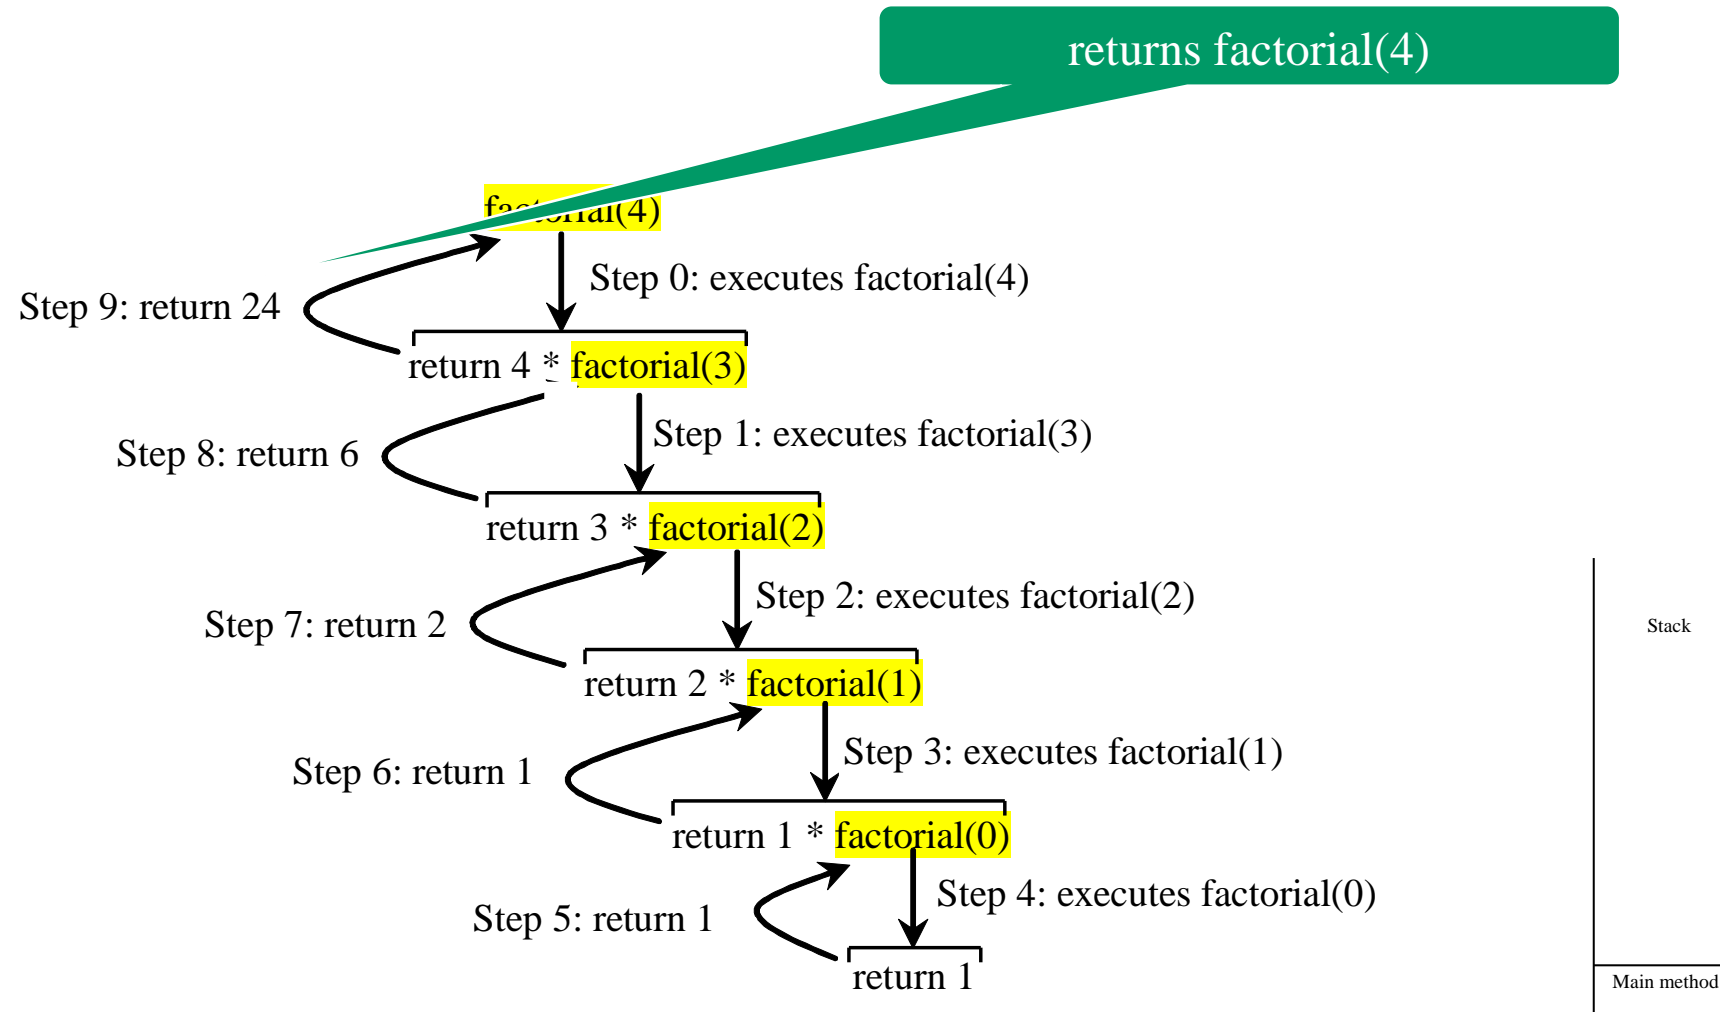 returns factorial(4)
factorial(4)
Step 0: executes factorial(4)
Step 9: return 24
return 4 * factorial(3)
Step 1: executes factorial(3)
Step 8: return 6
return 3 * factorial(2)
Step 2: executes factorial(2)
Step 7: return 2
Stack
return 2 * factorial(1)
Step 3: executes factorial(1)
Step 6: return 1
return 1 * factorial(0)
Step 4: executes factorial(0)
Step 5: return 1
return 1
Main method